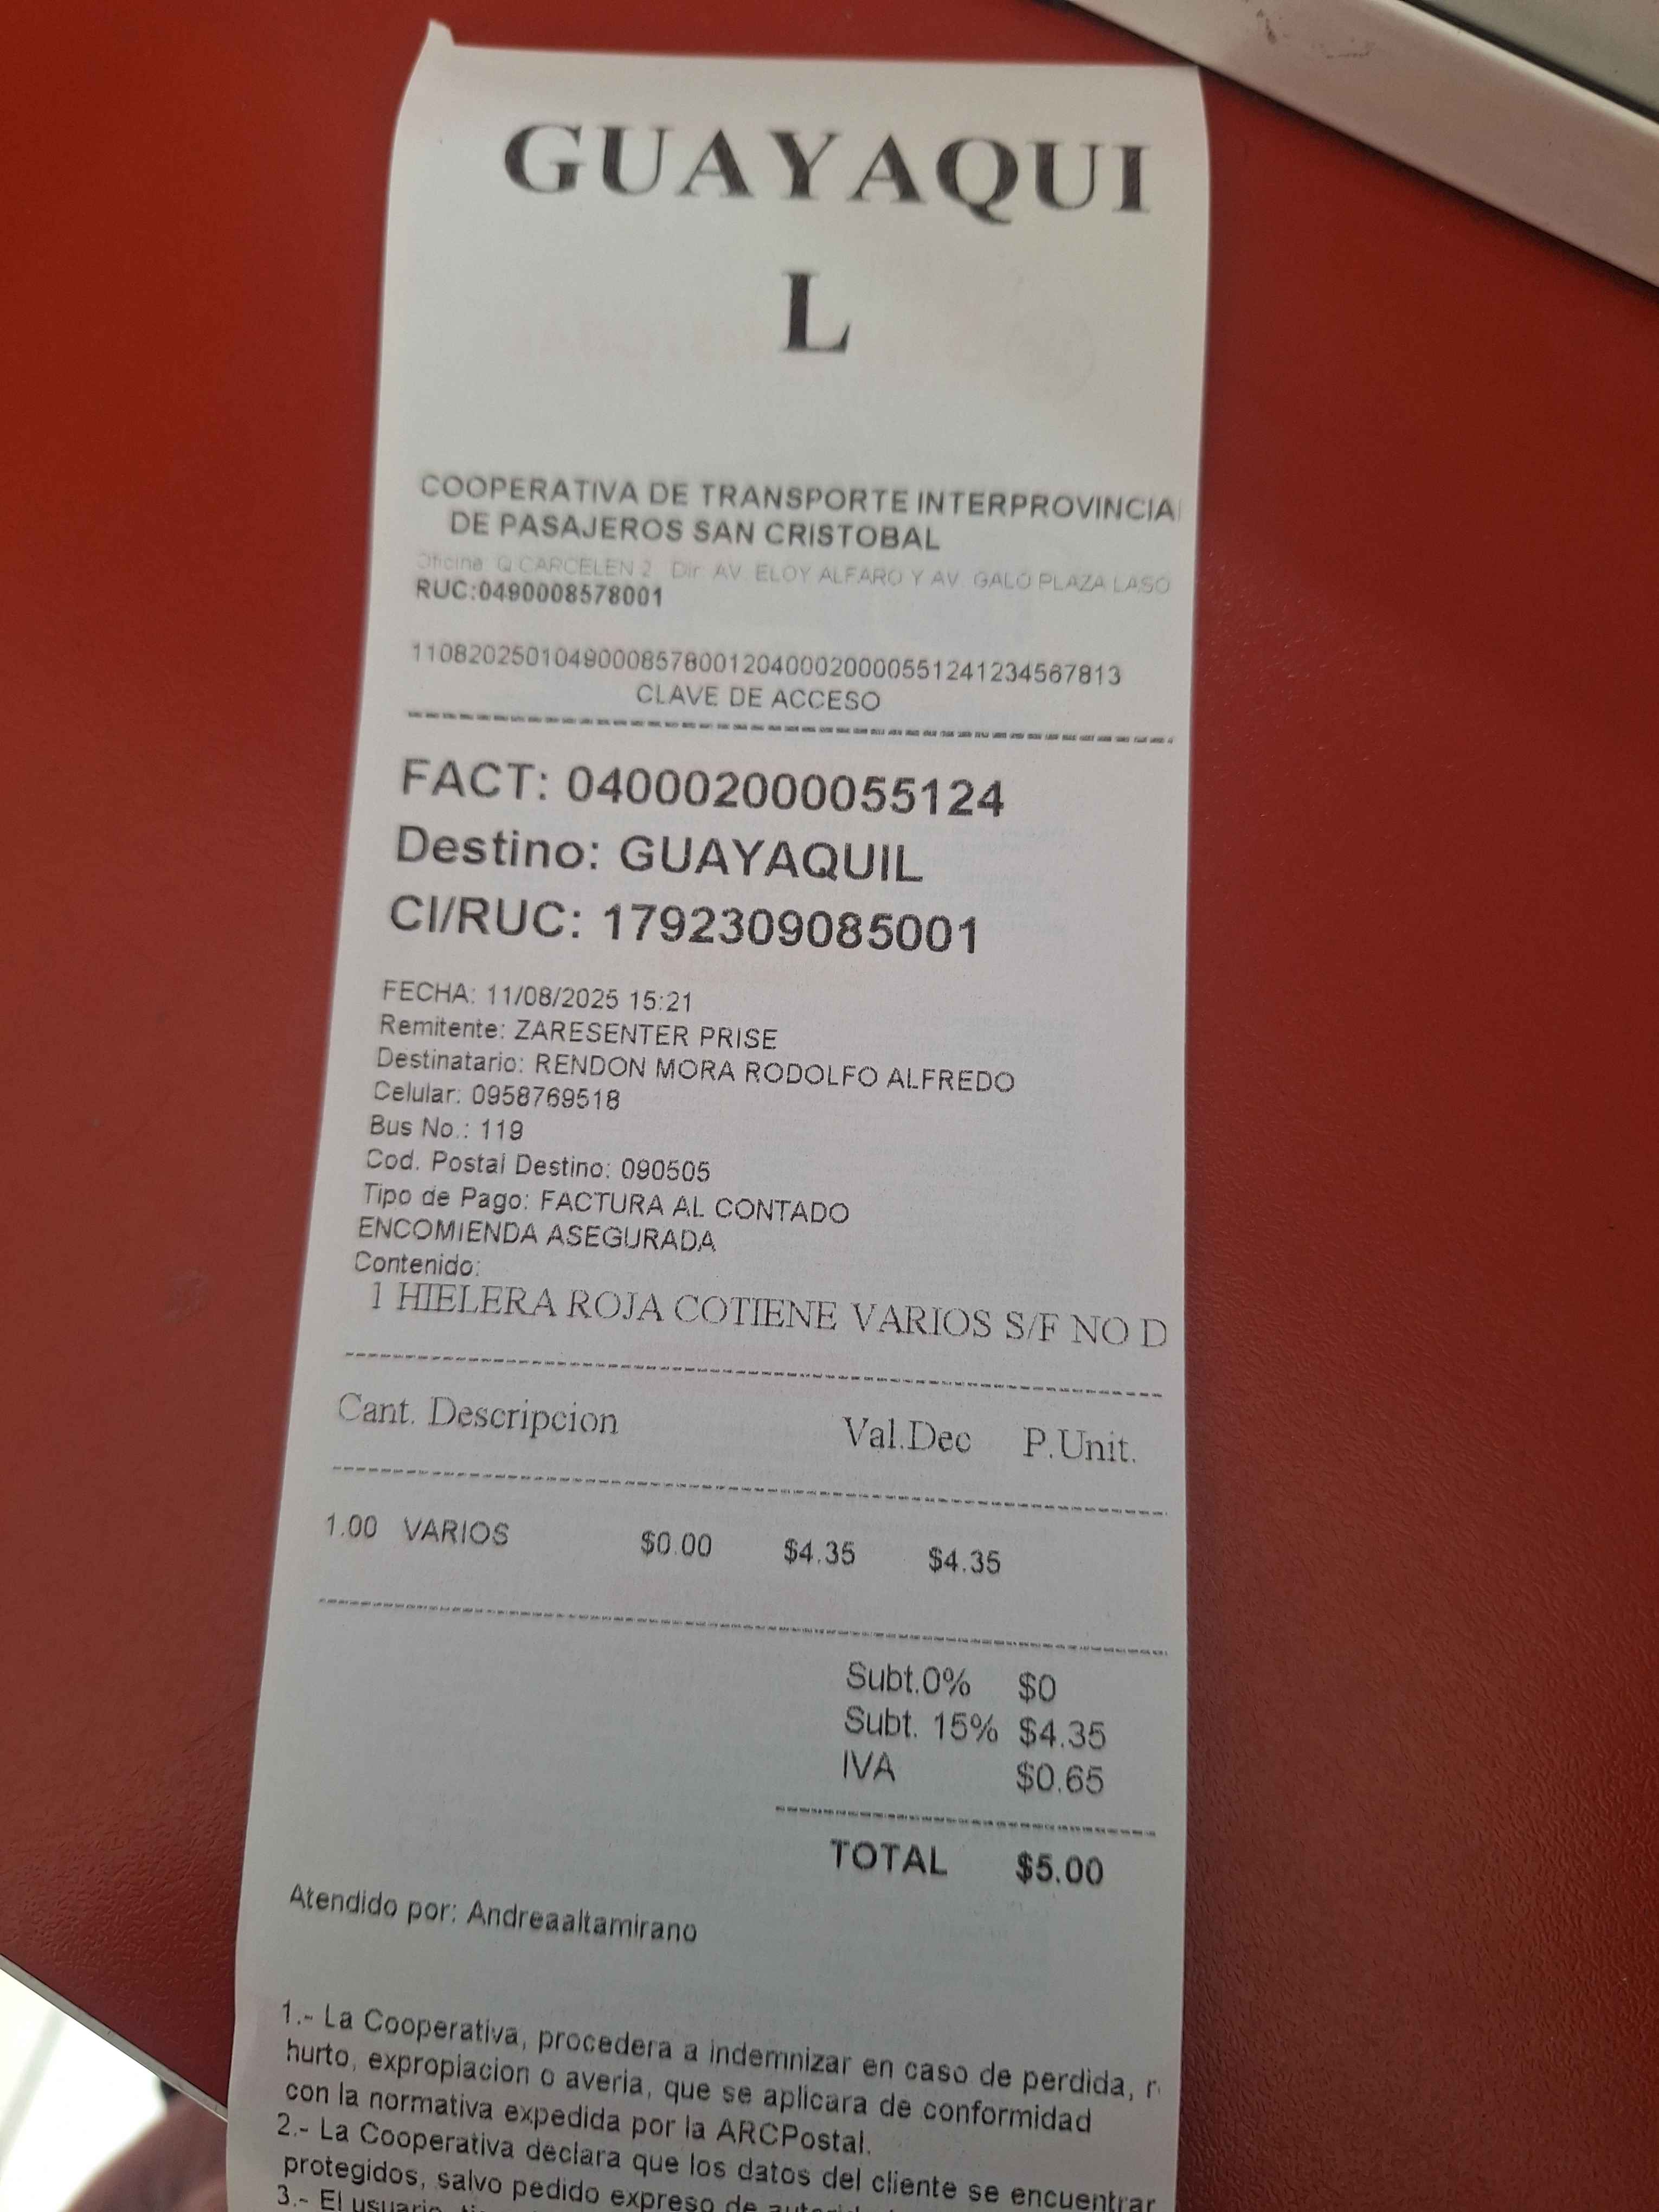 GUAYAQUI
L
COOPERATIVA DE TRANSPORTE INTERPROVINCIA
DE PASAJEROS SAN CRISTOBAL
Oficina: Q CARCELEN 2 Dir: AV. ELOY ALFARO Y AV. GALO PLAZA LASO
RUC:0490008578001
1108202501049000857800120400020000551241234567813
CLAVE DE ACCESO
FACT: 040002000055124
Destino: GUAYAQUIL
CI/RUC: 1792309085001
FECHA: 11/08/2025 15:21
Remitente: ZARESENTER PRISE
Destinatario: RENDON MORA RODOLFO ALFREDO
Celular: 0958769518
Bus No.: 119
Cod. Postal Destino: 090505
Tipo de Pago: FACTURA AL CONTADO
ENCOMIENDA ASEGURADA
Contenido:
1 HIELERA ROJA COTIENE VARIOS S/F NO D
Cant. Descripcion Val.Dec P.Unit.
1.00 VARIOS $0.00 $4.35 $4.35
Subt.0% $0
Subt. 15% $4.35
IVA $0.65
TOTAL $5.00
Atendido por: Andreaaltamirano
1.- La Cooperativa, procedera a indemnizar en caso de perdida, r
hurto, expropiacion o averia, que se aplicara de conformidad
con la normativa expedida por la ARCPostal.
2.- La Cooperativa declara que los datos del cliente se encuentrar
protegidos, salvo pedido expreso de
3.- El usuario,